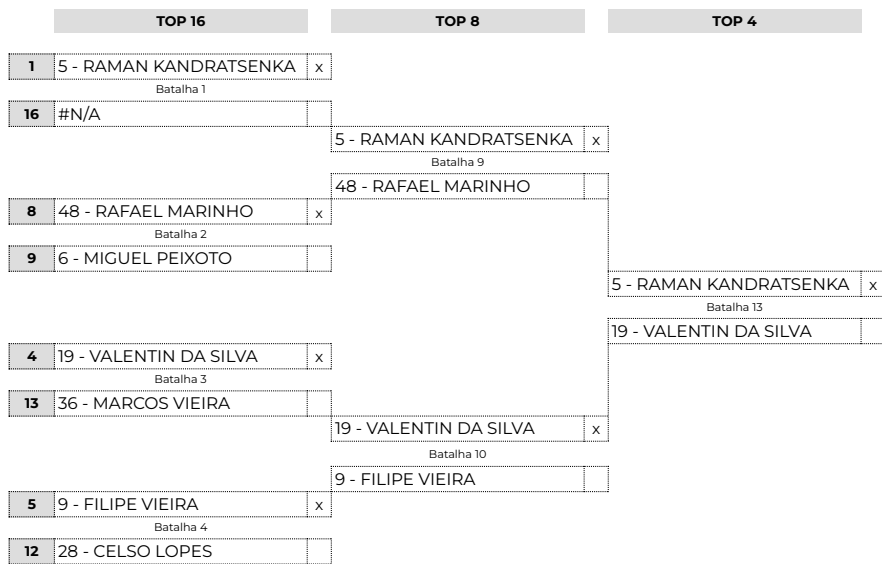 TOP 16 TOP 8 TOP 4
1 5 - RAMAN KANDRATSENKA x
Batalha 1
16 #N/A
5 - RAMAN KANDRATSENKA x
Batalha 9
48 - RAFAEL MARINHO
8 48 - RAFAEL MARINHO x
Batalha 2
9 6 - MIGUEL PEIXOTO
5 - RAMAN KANDRATSENKA x
Batalha 13
19 - VALENTIN DA SILVA
4 19 - VALENTIN DA SILVA x
Batalha 3
13 36 - MARCOS VIEIRA
19 - VALENTIN DA SILVA x
Batalha 10
9 - FILIPE VIEIRA
5 9 - FILIPE VIEIRA x
Batalha 4
12 28 - CELSO LOPES